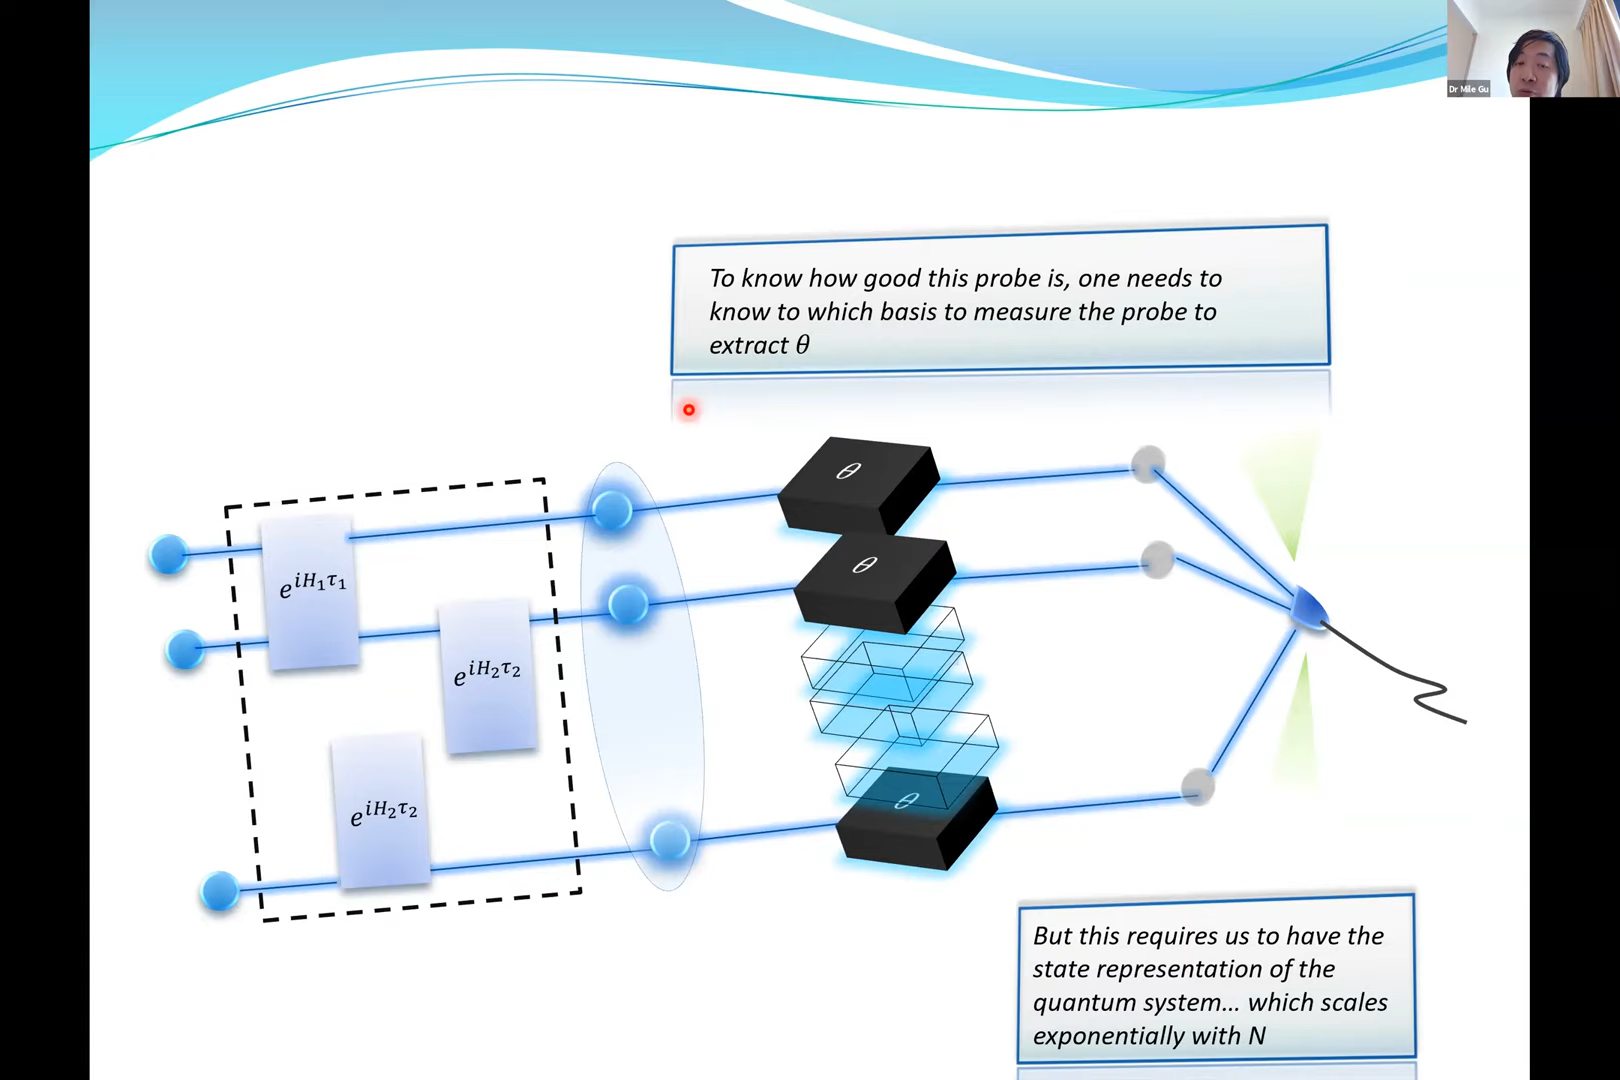 Dr Mile Gu
To know how good this probe is, one needs to
know to which basis to measure the probe to
extract θ
θ
θ
e^{iH_1τ_1}
e^{iH_2τ_2}
e^{iH_2τ_2}
θ
But this requires us to have the
state representation of the
quantum system... which scales
exponentially with N